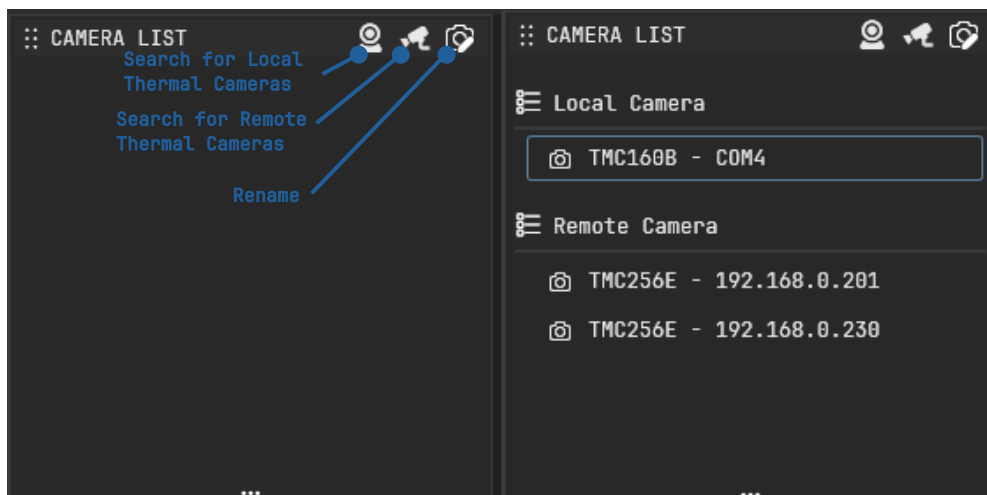 CAMERA LIST
Search for Local
Thermal Cameras
Search for Remote
Thermal Cameras
Rename
CAMERA LIST
Local Camera
TMC160B - COM4
Remote Camera
TMC256E - 192.168.0.201
TMC256E - 192.168.0.230